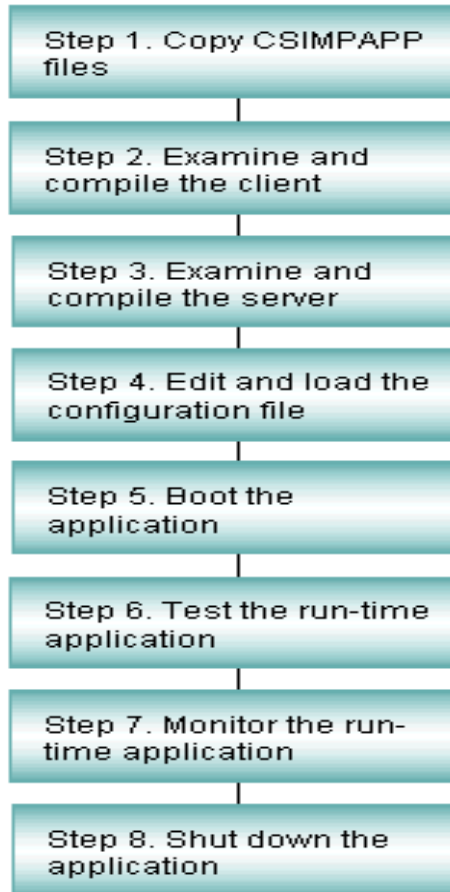 Step 1. Copy CSIMPAPP
files
Step 2. Examine and
compile the client
Step 3. Examine and
compile the server
Step 4. Edit and load the
configuration file
Step 5. Boot the
application
Step 6. Test the run-time
application
Step 7. Monitor the run-
time application
Step 8. Shut down the
application